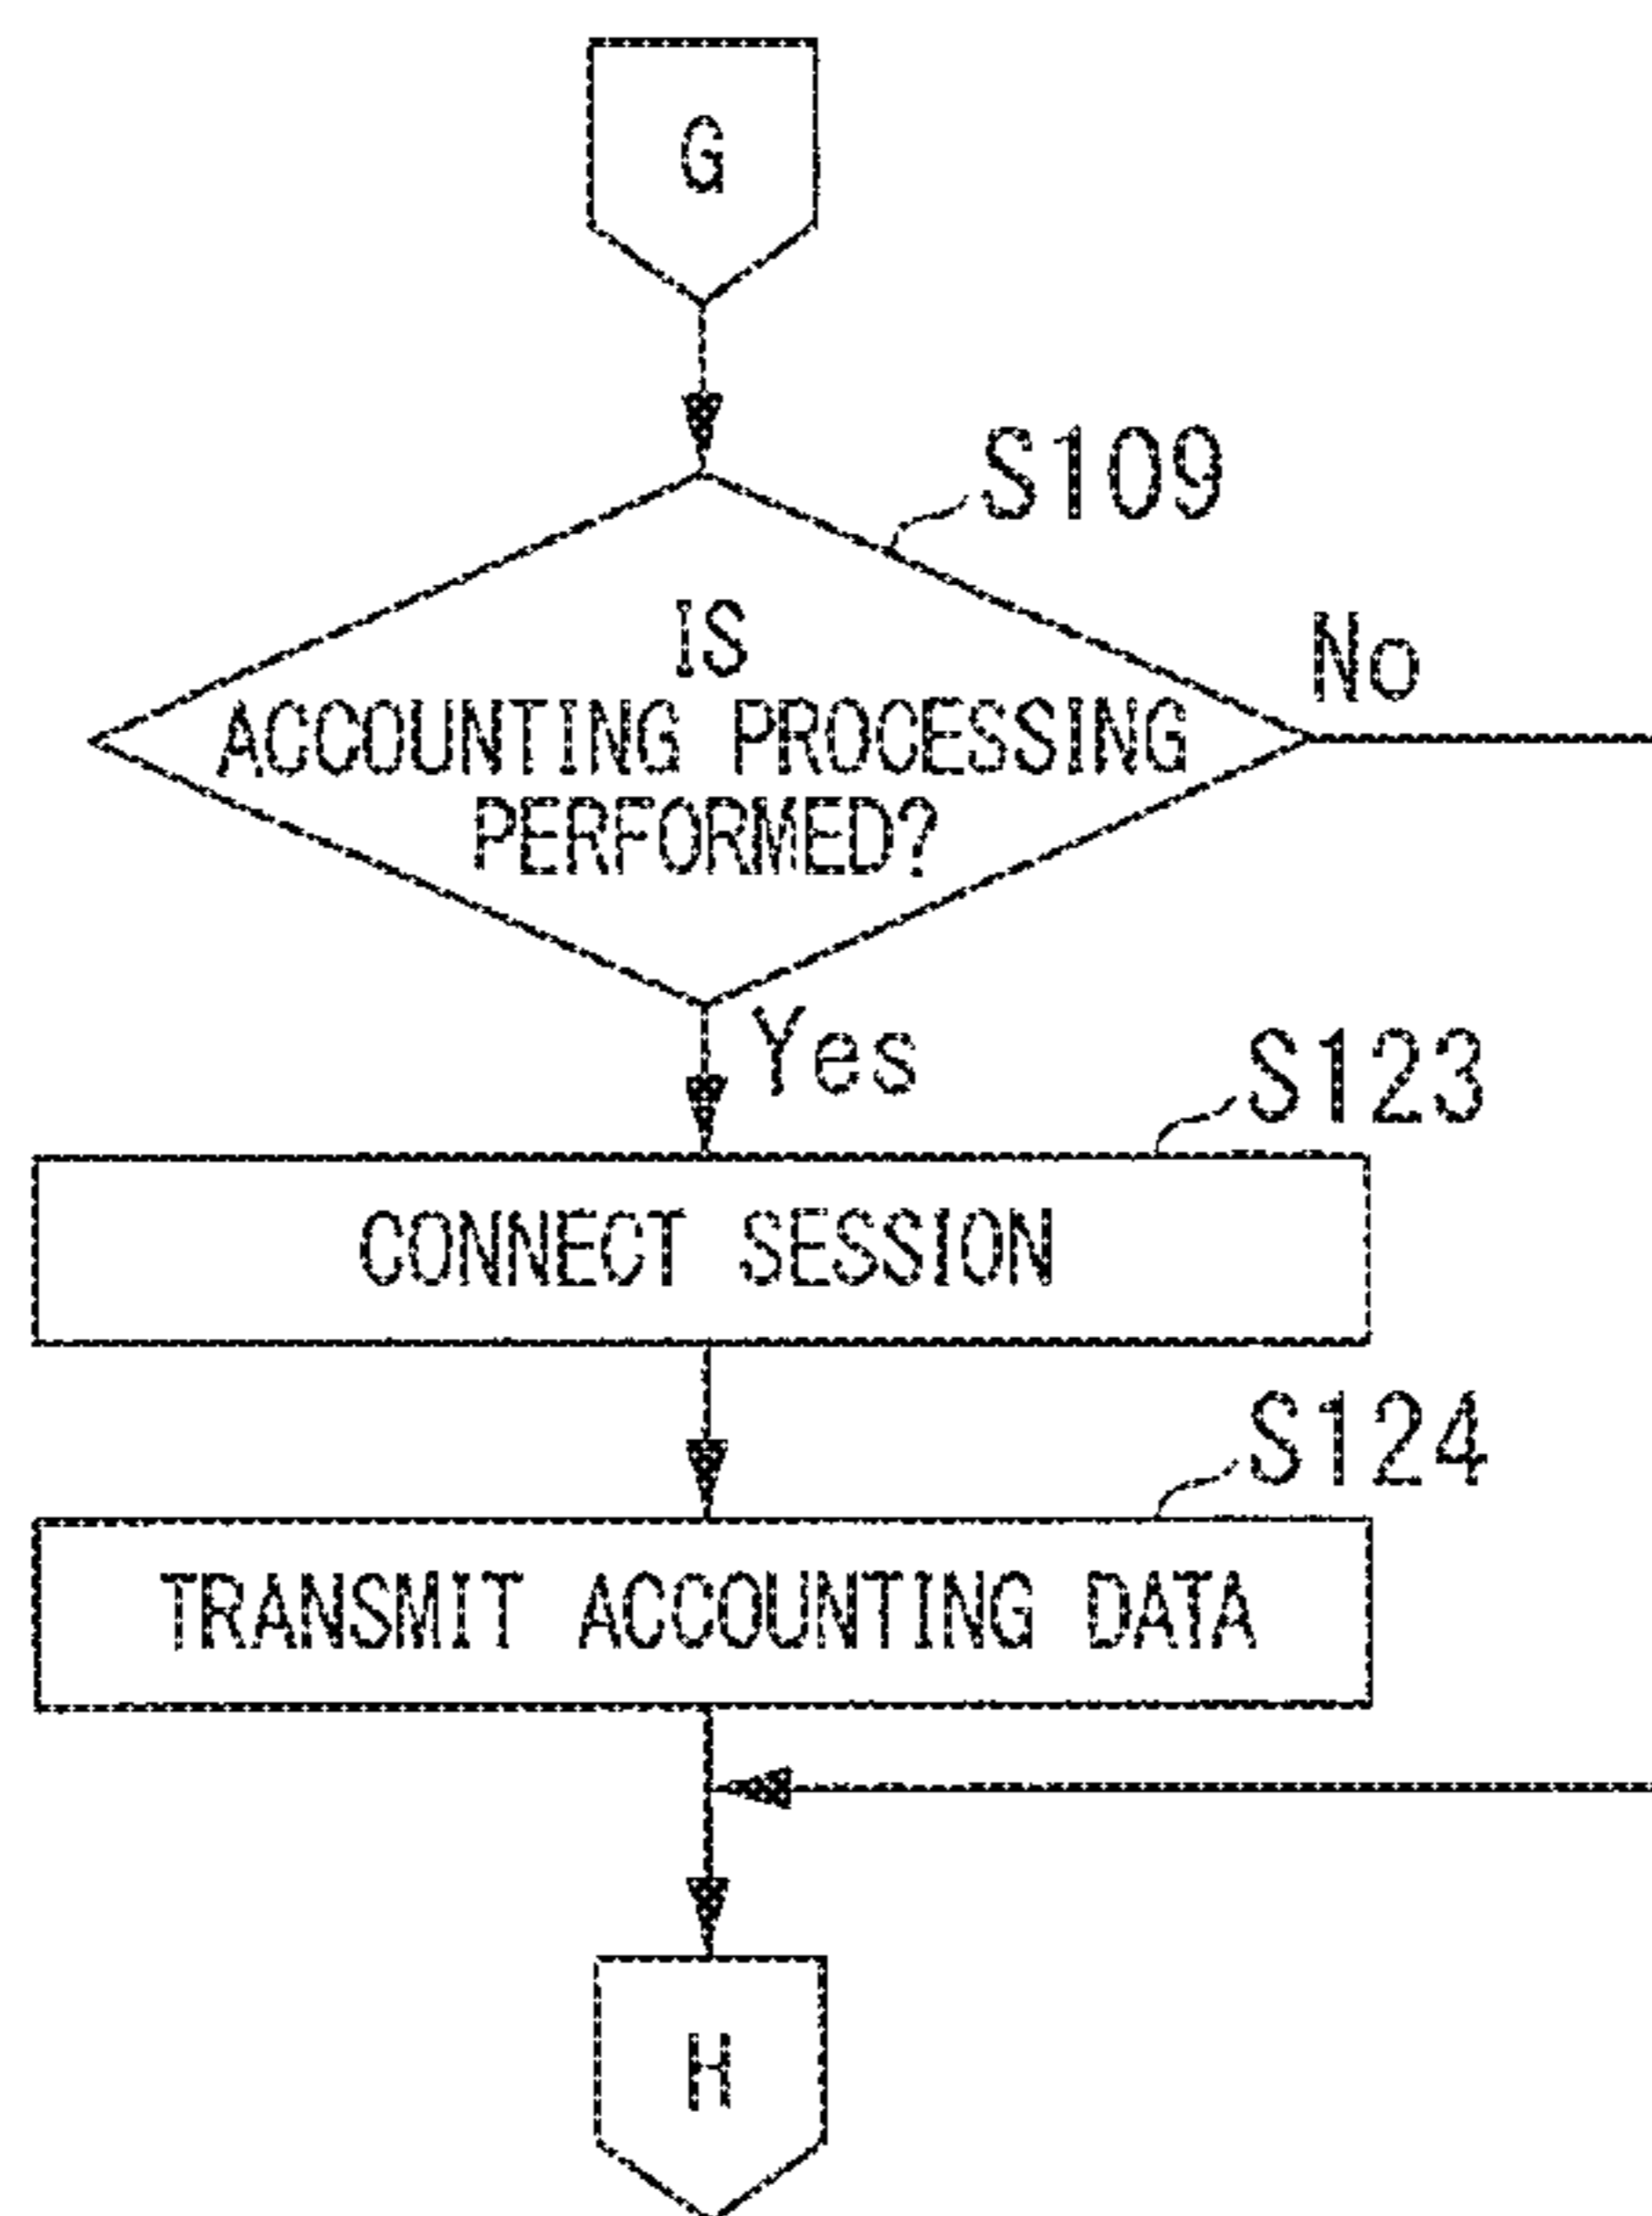 G
S109
IS
ACCOUNTING PROCESSING
PERFORMED?
No
Yes
S123
CONNECT SESSION
S124
TRANSMIT ACCOUNTING DATA
H